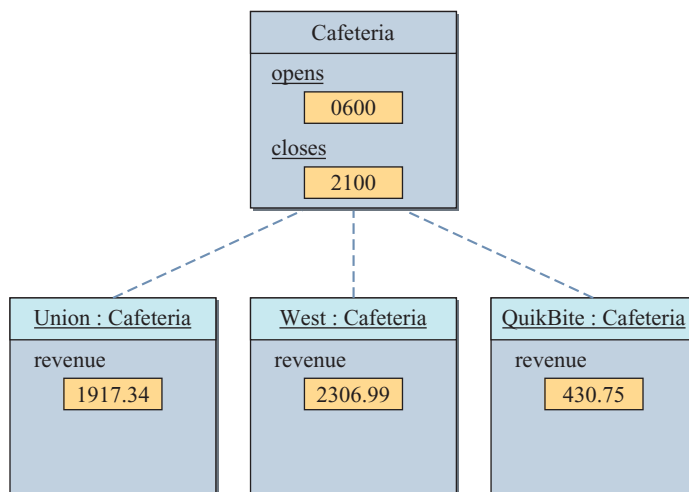 Cafeteria
opens
0600
closes
2100
Union : Cafeteria
revenue
1917.34
West : Cafeteria
revenue
2306.99
QuikBite : Cafeteria
revenue
430.75